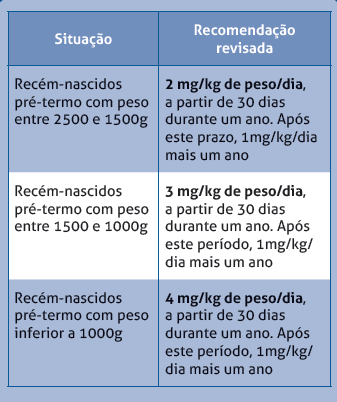 Situação
Recomendação
revisada
Recém-nascidos
pré-termo com peso
entre 2500 e 1500g
2 mg/kg de peso/dia,
a partir de 30 dias
durante um ano. Após
este prazo, 1mg/kg/dia
mais um ano
Recém-nascidos
pré-termo com peso
entre 1500 e 1000g
3 mg/kg de peso/dia,
a partir de 30 dias
durante um ano. Após
este período, 1mg/kg/
dia mais um ano
Recém-nascidos
pré-termo com peso
inferior a 1000g
4 mg/kg de peso/dia,
a partir de 30 dias
durante um ano. Após
este período, 1mg/kg/
dia mais um ano